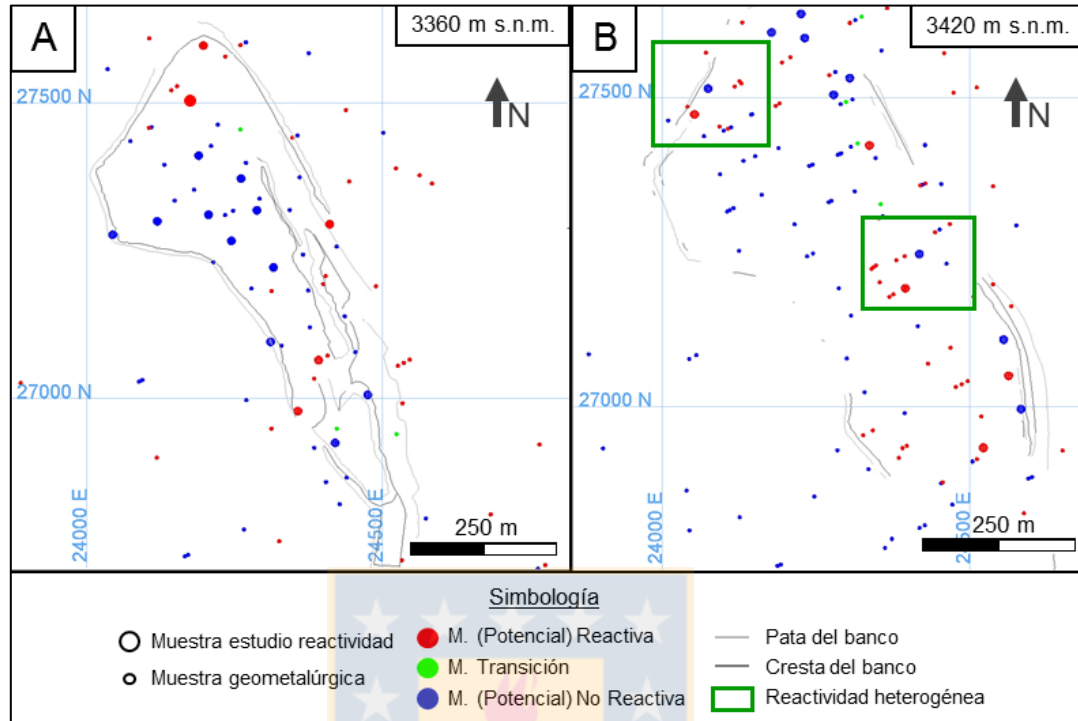 A
3360 m s.n.m.
27500 N
N
27000 N
24000 E
24500 E
250 m
B
3420 m s.n.m.
27500 N
N
27000 N
24000 E
22500 E
250 m
Simbología
Muestra estudio reactividad
Muestra geometalúrgica
M. (Potencial) Reactiva
M. Transición
M. (Potencial) No Reactiva
Pata del banco
Cresta del banco
Reactividad heterogénea